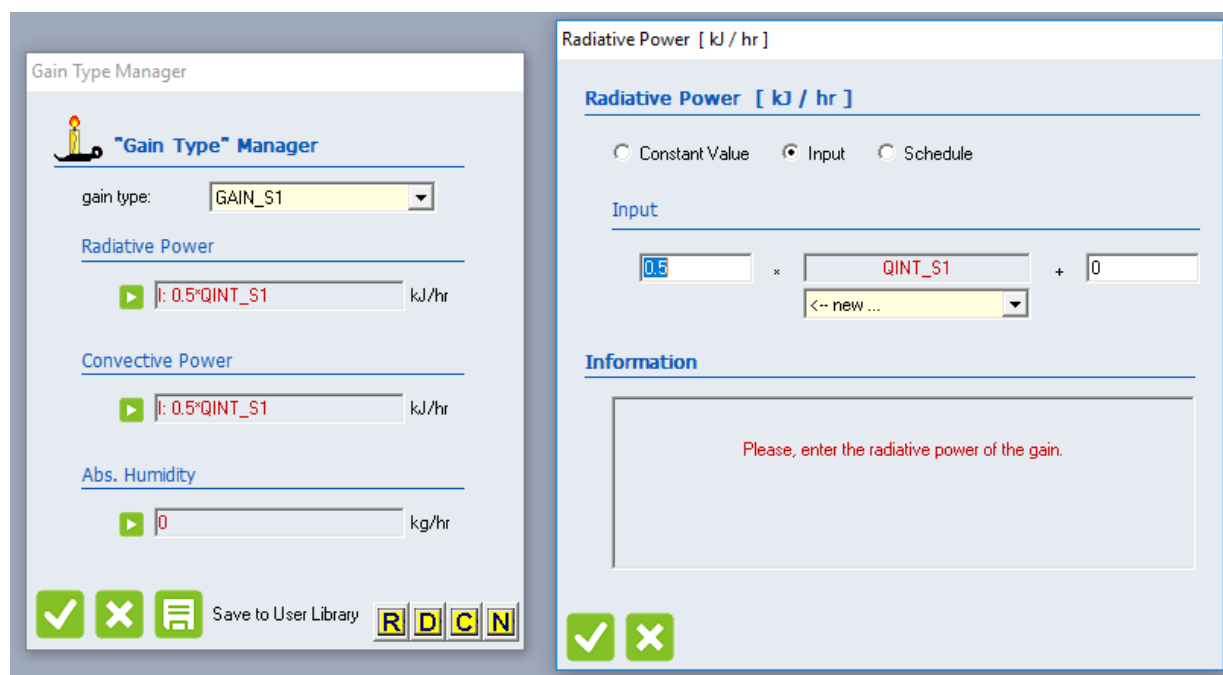 Gain Type Manager
"Gain Type" Manager
gain type: GAIN_S1
Radiative Power
I: 0.5*QINT_S1 kJ/hr
Convective Power
I: 0.5*QINT_S1 kJ/hr
Abs. Humidity
0 kg/hr
Save to User Library R D C N
Radiative Power [ kJ / hr ]
Radiative Power [ kJ / hr ]
Constant Value Input Schedule
Input
0.5 * QINT_S1 + 0
<-- new ...
Information
Please, enter the radiative power of the gain.